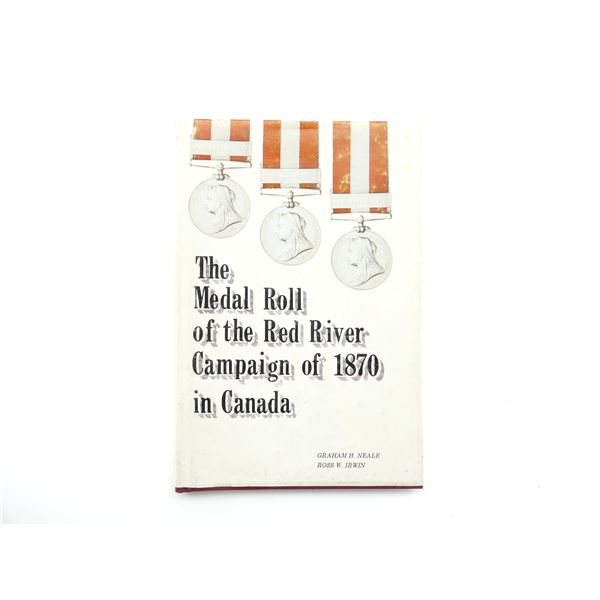 The
Medal Roll
of the Red River
Campaign of 1870
in Canada
GRAHAM H. NEALE
ROSS W. IRWIN